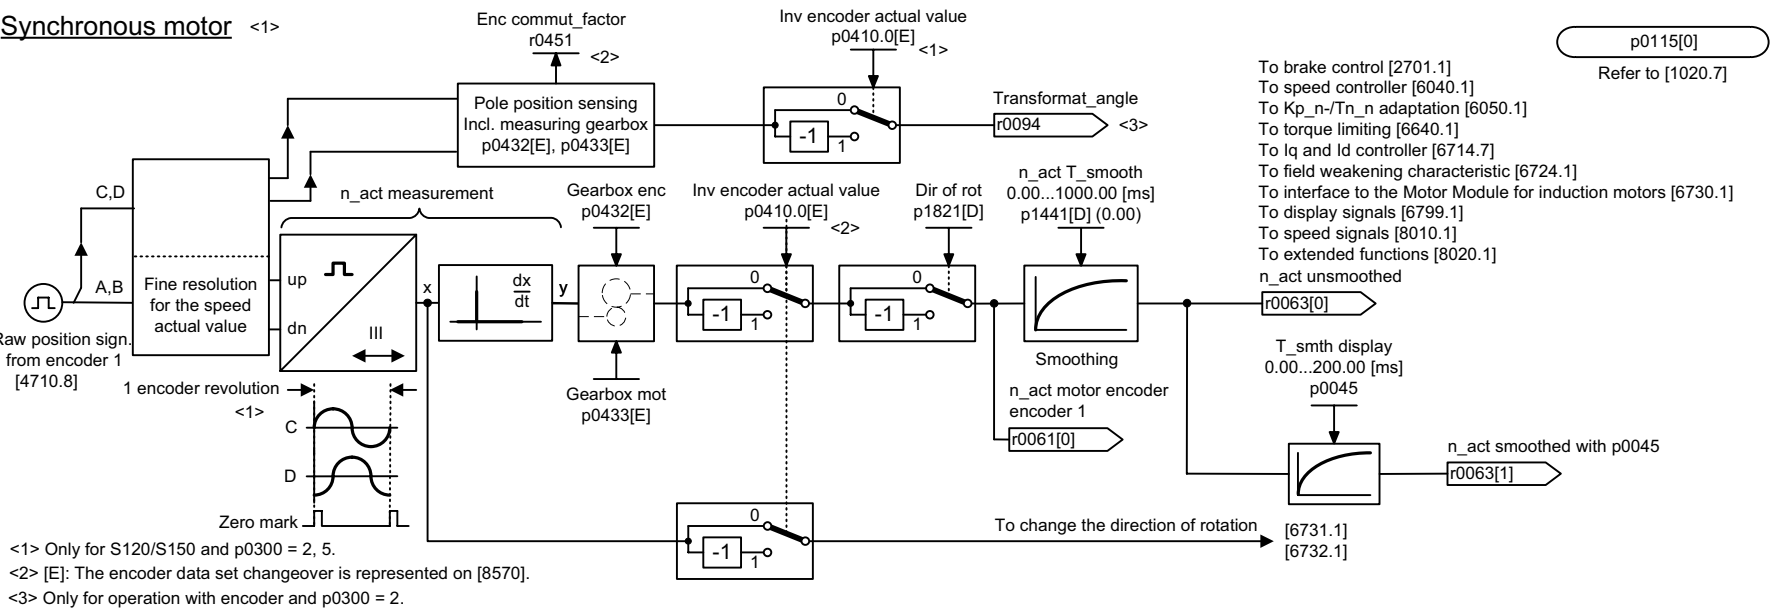 Synchronous motor <1>
Enc commut_factor
r0451
<2>
Inv encoder actual value
p0410.0[E]
<1>
p0115[0]
Refer to [1020.7]
Pole position sensing
Incl. measuring gearbox
p0432[E], p0433[E]
0
-1
1
Transformat_angle
r0094
<3>
To brake control [2701.1]
To speed controller [6040.1]
To Kp_n-/Tn_n adaptation [6050.1]
To torque limiting [6640.1]
To Iq and Id controller [6714.7]
To field weakening characteristic [6724.1]
To interface to the Motor Module for induction motors [6730.1]
To display signals [6799.1]
To speed signals [8010.1]
To extended functions [8020.1]
n_act unsmoothed
r0063[0]
C,D
A,B
Raw position sign.
from encoder 1
[4710.8]
Fine resolution
for the speed
actual value
n_act measurement
up
dn
III
x
dx
dt
y
Gearbox enc
p0432[E]
Gearbox mot
p0433[E]
Inv encoder actual value
p0410.0[E]
<2>
0
-1
1
Dir of rot
p1821[D]
0
-1
1
n_act T_smooth
0.00...1000.00 [ms]
p1441[D] (0.00)
Smoothing
n_act motor encoder
encoder 1
r0061[0]
T_smth display
0.00...200.00 [ms]
p0045
n_act smoothed with p0045
r0063[1]
1 encoder revolution
<1>
C
D
Zero mark
0
-1
1
To change the direction of rotation
[6731.1]
[6732.1]
<1> Only for S120/S150 and p0300 = 2, 5.
<2> [E]: The encoder data set changeover is represented on [8570].
<3> Only for operation with encoder and p0300 = 2.